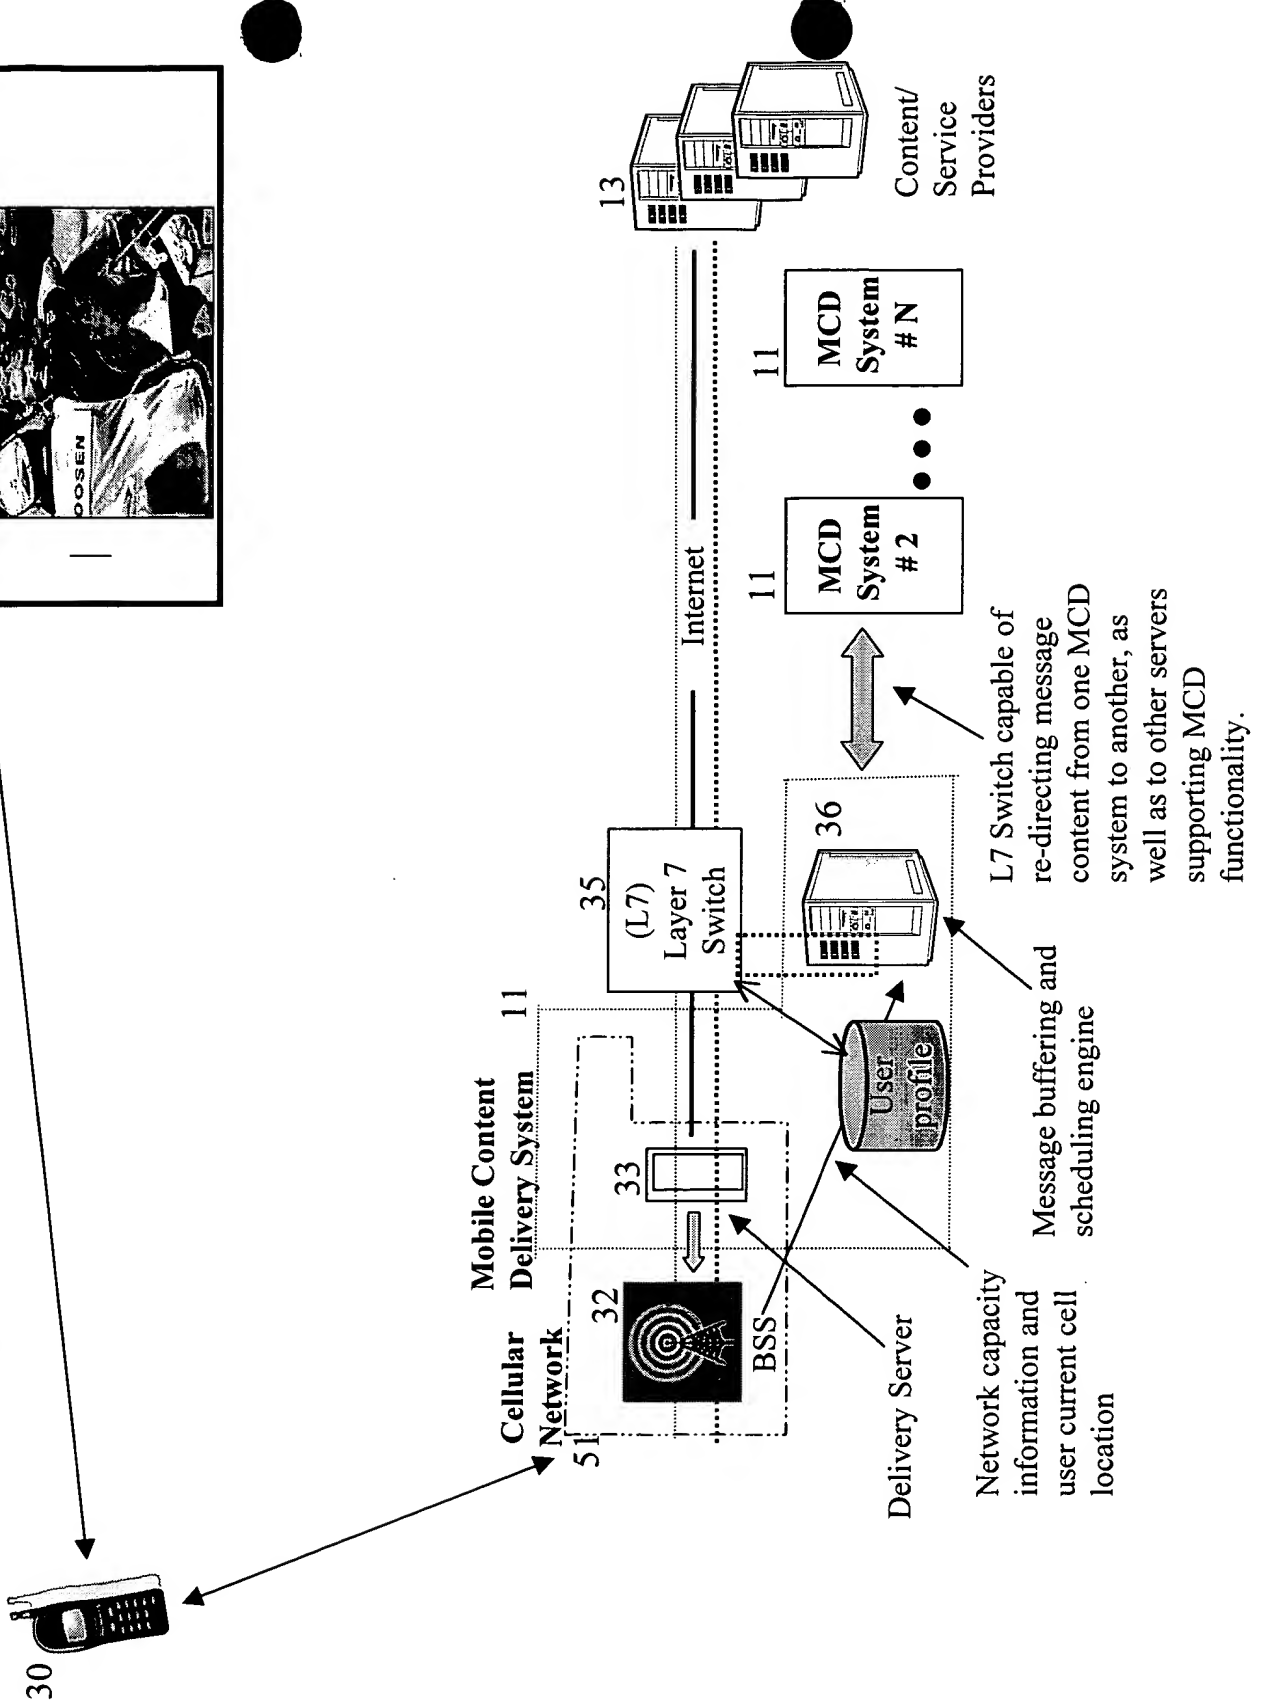 30
OOSEN
Cellular
Network
51
Mobile Content
Delivery System
11
32
BSS
33
35
(L7)
Layer 7
Switch
Internet
13
Content/
Service
Providers
User
profile
36
11
MCD
System
# 2
11
MCD
System
# N
Delivery Server
Network capacity
information and
user current cell
location
Message buffering and
scheduling engine
L7 Switch capable of
re-directing message
content from one MCD
system to another, as
well as to other servers
supporting MCD
functionality.